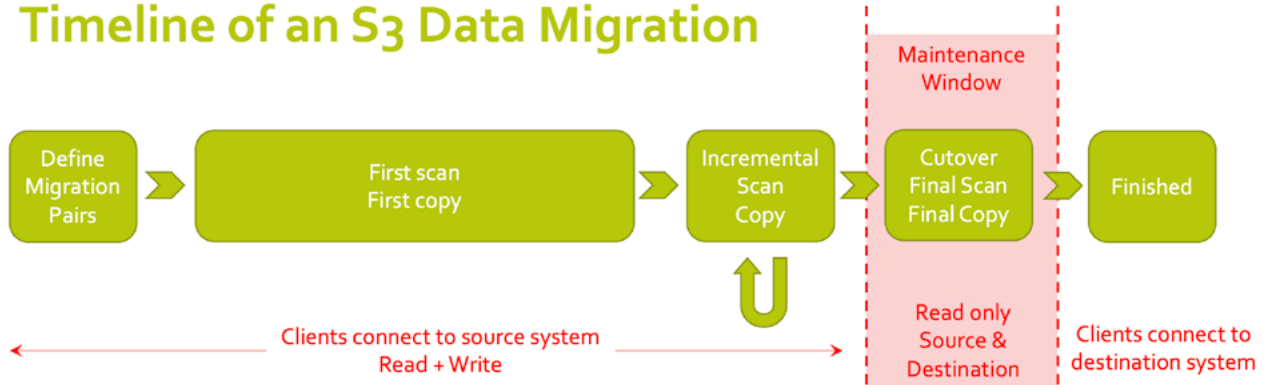 Timeline of an S3 Data Migration
Maintenance
Window
Define
Migration
Pairs
First scan
First copy
Incremental
Scan
Copy
Cutover
Final Scan
Final Copy
Finished
Clients connect to source system
Read + Write
Read only
Source &
Destination
Clients connect to
destination system